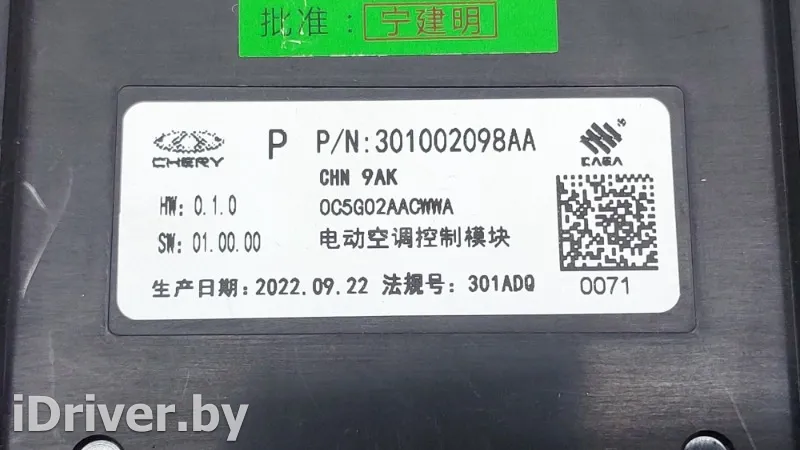 批准：宁建明
CHERY P P/N:301002098AA
CHN 9AK
HW: 0.1.0 0C5G02AACWWA
SW: 01.00.00 电动空调控制模块
生产日期: 2022.09.22 法规号: 301ADQ 0071
iDriver.by